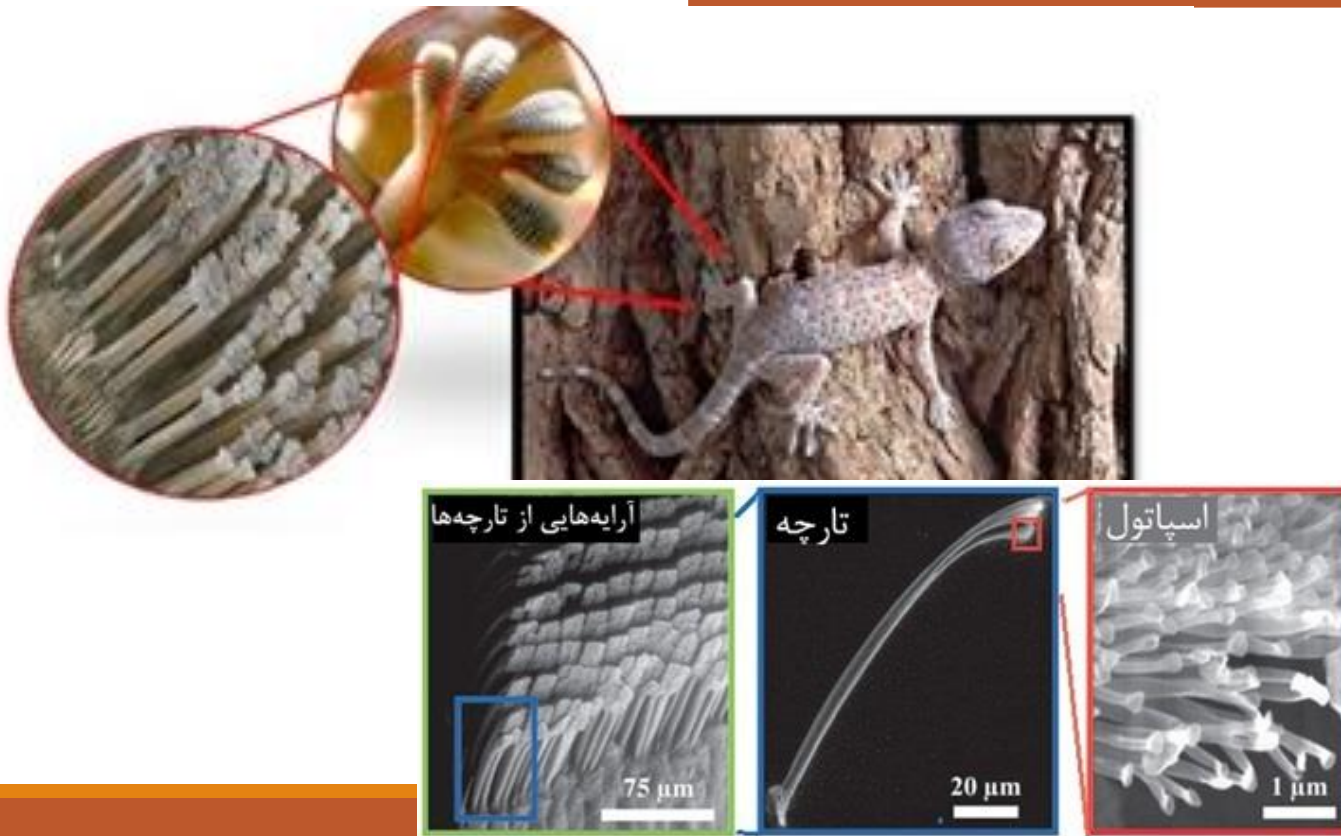 آرایه‌هایی از تارچه‌ها
تارچه
اسپاتول
75 µm
20 µm
1 µm